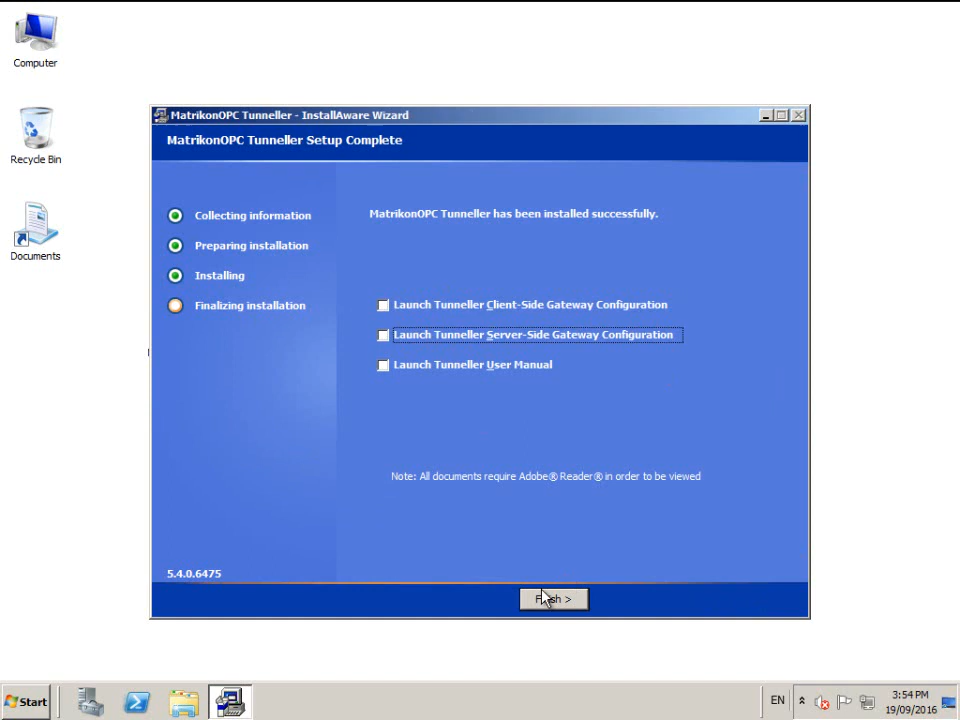 Computer
Recycle Bin
Documents
MatrikonOPC Tunneller - InstallAware Wizard
MatrikonOPC Tunneller Setup Complete
Collecting information
Preparing installation
Installing
Finalizing installation
MatrikonOPC Tunneller has been installed successfully.
Launch Tunneller Client-Side Gateway Configuration
Launch Tunneller Server-Side Gateway Configuration
Launch Tunneller User Manual
Note: All documents require Adobe® Reader® in order to be viewed
5.4.0.6475
Start
EN
3:54 PM
19/09/2016